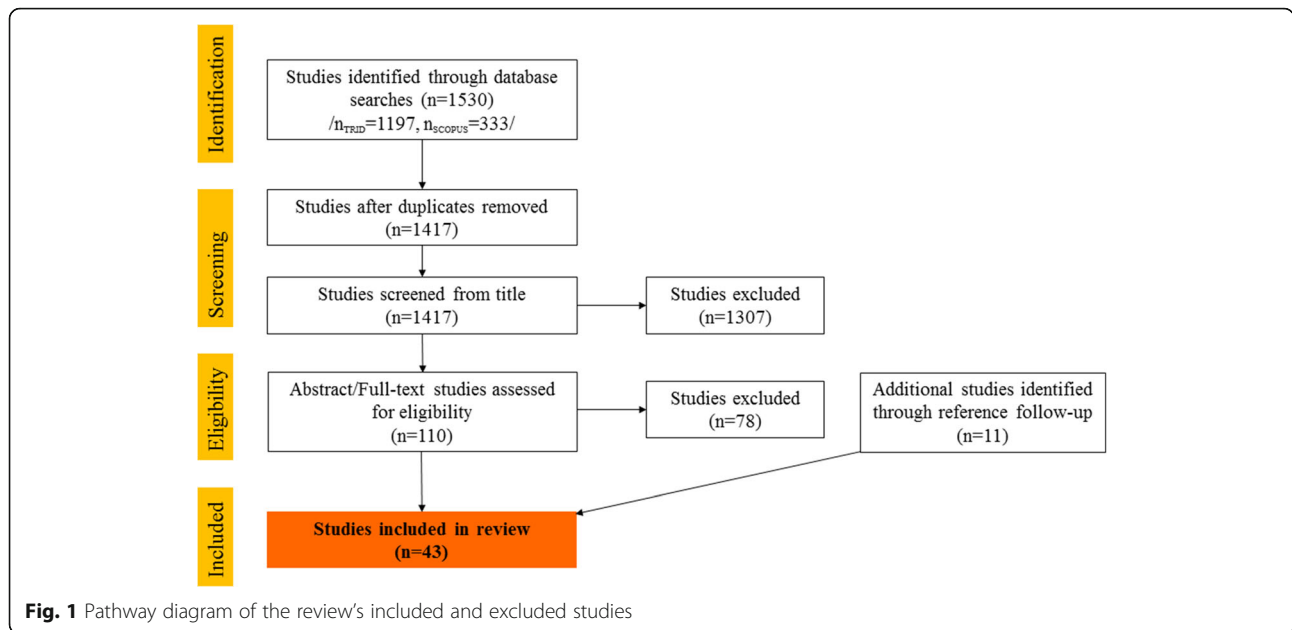 Identification
Studies identified through database
searches (n=1530)
/nTRID=1197, nSCOPUS=333/
Screening
Studies after duplicates removed
(n=1417)
Studies screened from title
(n=1417)
Studies excluded
(n=1307)
Eligibility
Abstract/Full-text studies assessed
for eligibility
(n=110)
Studies excluded
(n=78)
Additional studies identified
through reference follow-up
(n=11)
Included
Studies included in review
(n=43)
Fig. 1 Pathway diagram of the review's included and excluded studies